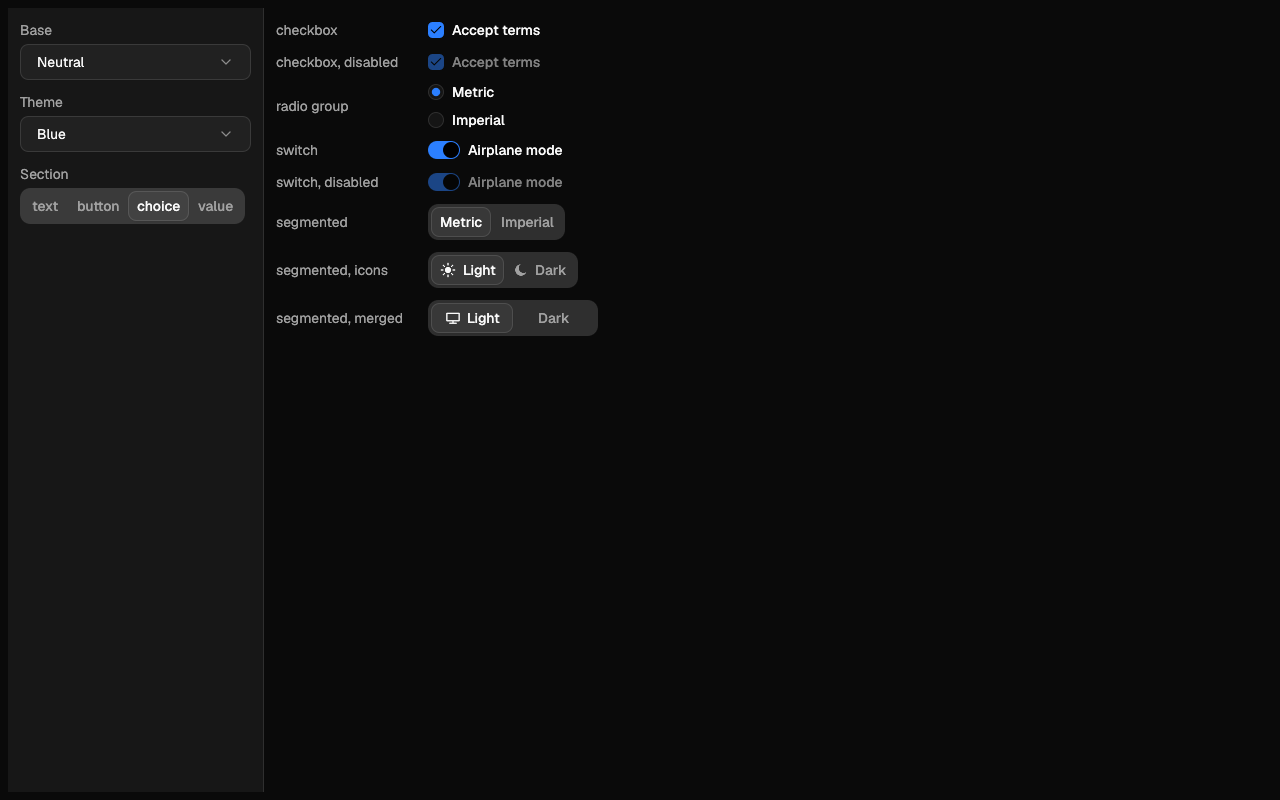 Base
Neutral
Theme
Blue
Section
text button choice value
checkbox Accept terms
checkbox, disabled Accept terms
radio group
Metric
Imperial
switch Airplane mode
switch, disabled Airplane mode
segmented Metric Imperial
segmented, icons Light Dark
segmented, merged Light Dark